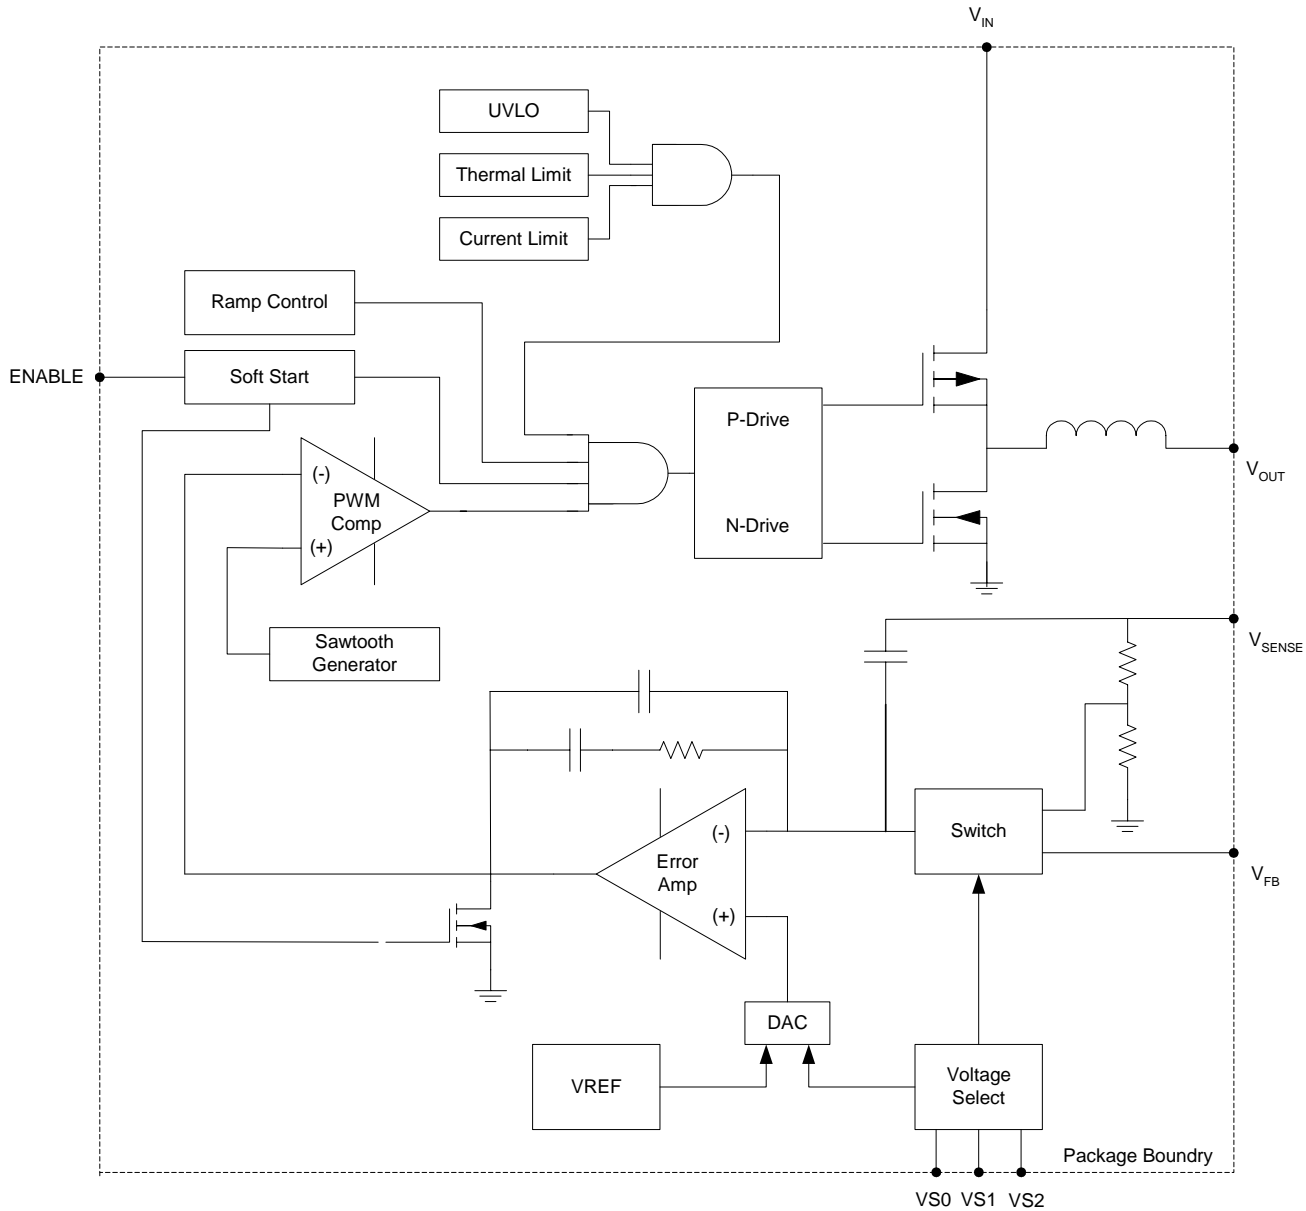 VIN
UVLO
Thermal Limit
Current Limit
Ramp Control
ENABLE
Soft Start
P-Drive
VOUT
(-)
PWM
Comp
(+)
N-Drive
Sawtooth
Generator
VSENSE
(-)
Switch
Error
Amp
VFB
(+)
DAC
VREF
Voltage
Select
Package Boundry
VS0 VS1 VS2